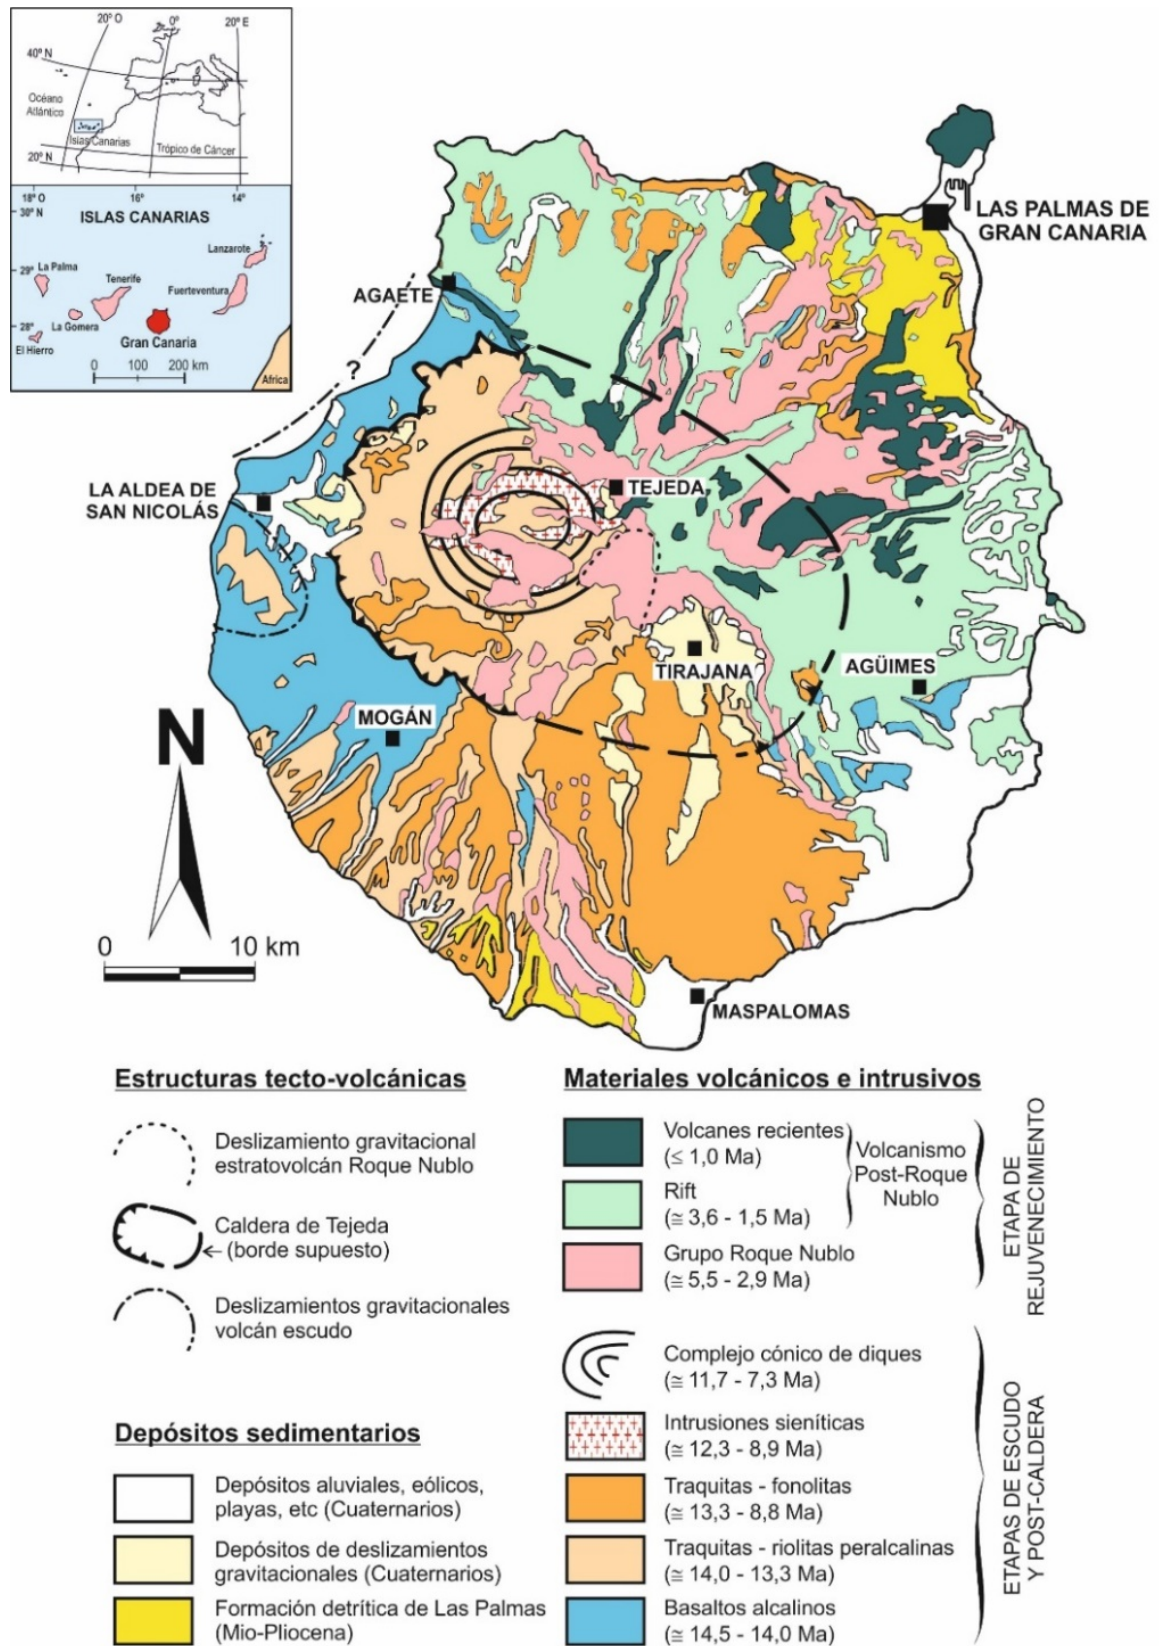 20º O
0º
20º E
40º N
Océano
Atlántico
Islas Canarias
Trópico de Cáncer
20º N
18º O
16º
14º
30º N
ISLAS CANARIAS
Lanzarote
29º
La Palma
Tenerife
Fuerteventura
La Gomera
28º
El Hierro
Gran Canaria
0 100 200 km
Africa
LAS PALMAS DE
GRAN CANARIA
AGAETE
?
LA ALDEA DE
SAN NICOLÁS
TEJEDA
TIRAJANA
AGÜIMES
MOGÁN
N
0 10 km
MASPALOMAS
Estructuras tecto-volcánicas
Deslizamiento gravitacional
estratovolcán Roque Nublo
Caldera de Tejeda
(borde supuesto)
Deslizamientos gravitacionales
volcán escudo
Depósitos sedimentarios
Depósitos aluviales, eólicos,
playas, etc (Cuaternarios)
Depósitos de deslizamientos
gravitacionales (Cuaternarios)
Formación detrítica de Las Palmas
(Mio-Pliocena)
Materiales volcánicos e intrusivos
Volcanes recientes
(≤ 1,0 Ma)
Rift
(≅ 3,6 - 1,5 Ma)
Volcanismo
Post-Roque
Nublo
Grupo Roque Nublo
(≅ 5,5 - 2,9 Ma)
ETAPA DE
REJUVENECIMIENTO
Complejo cónico de diques
(≅ 11,7 - 7,3 Ma)
Intrusiones sieníticas
(≅ 12,3 - 8,9 Ma)
Traquitas - fonolitas
(≅ 13,3 - 8,8 Ma)
Traquitas - riolitas peralcalinas
(≅ 14,0 - 13,3 Ma)
Basaltos alcalinos
(≅ 14,5 - 14,0 Ma)
ETAPAS DE ESCUDO
Y POST-CALDERA